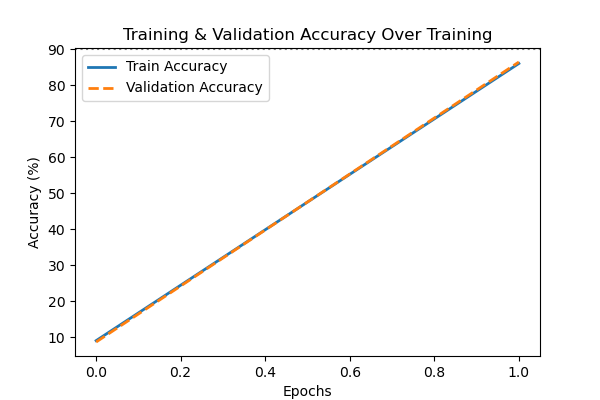 Training & Validation Accuracy Over Training
Train Accuracy
Validation Accuracy
Accuracy (%)
90
80
70
60
50
40
30
20
10
0.0 0.2 0.4 0.6 0.8 1.0
Epochs